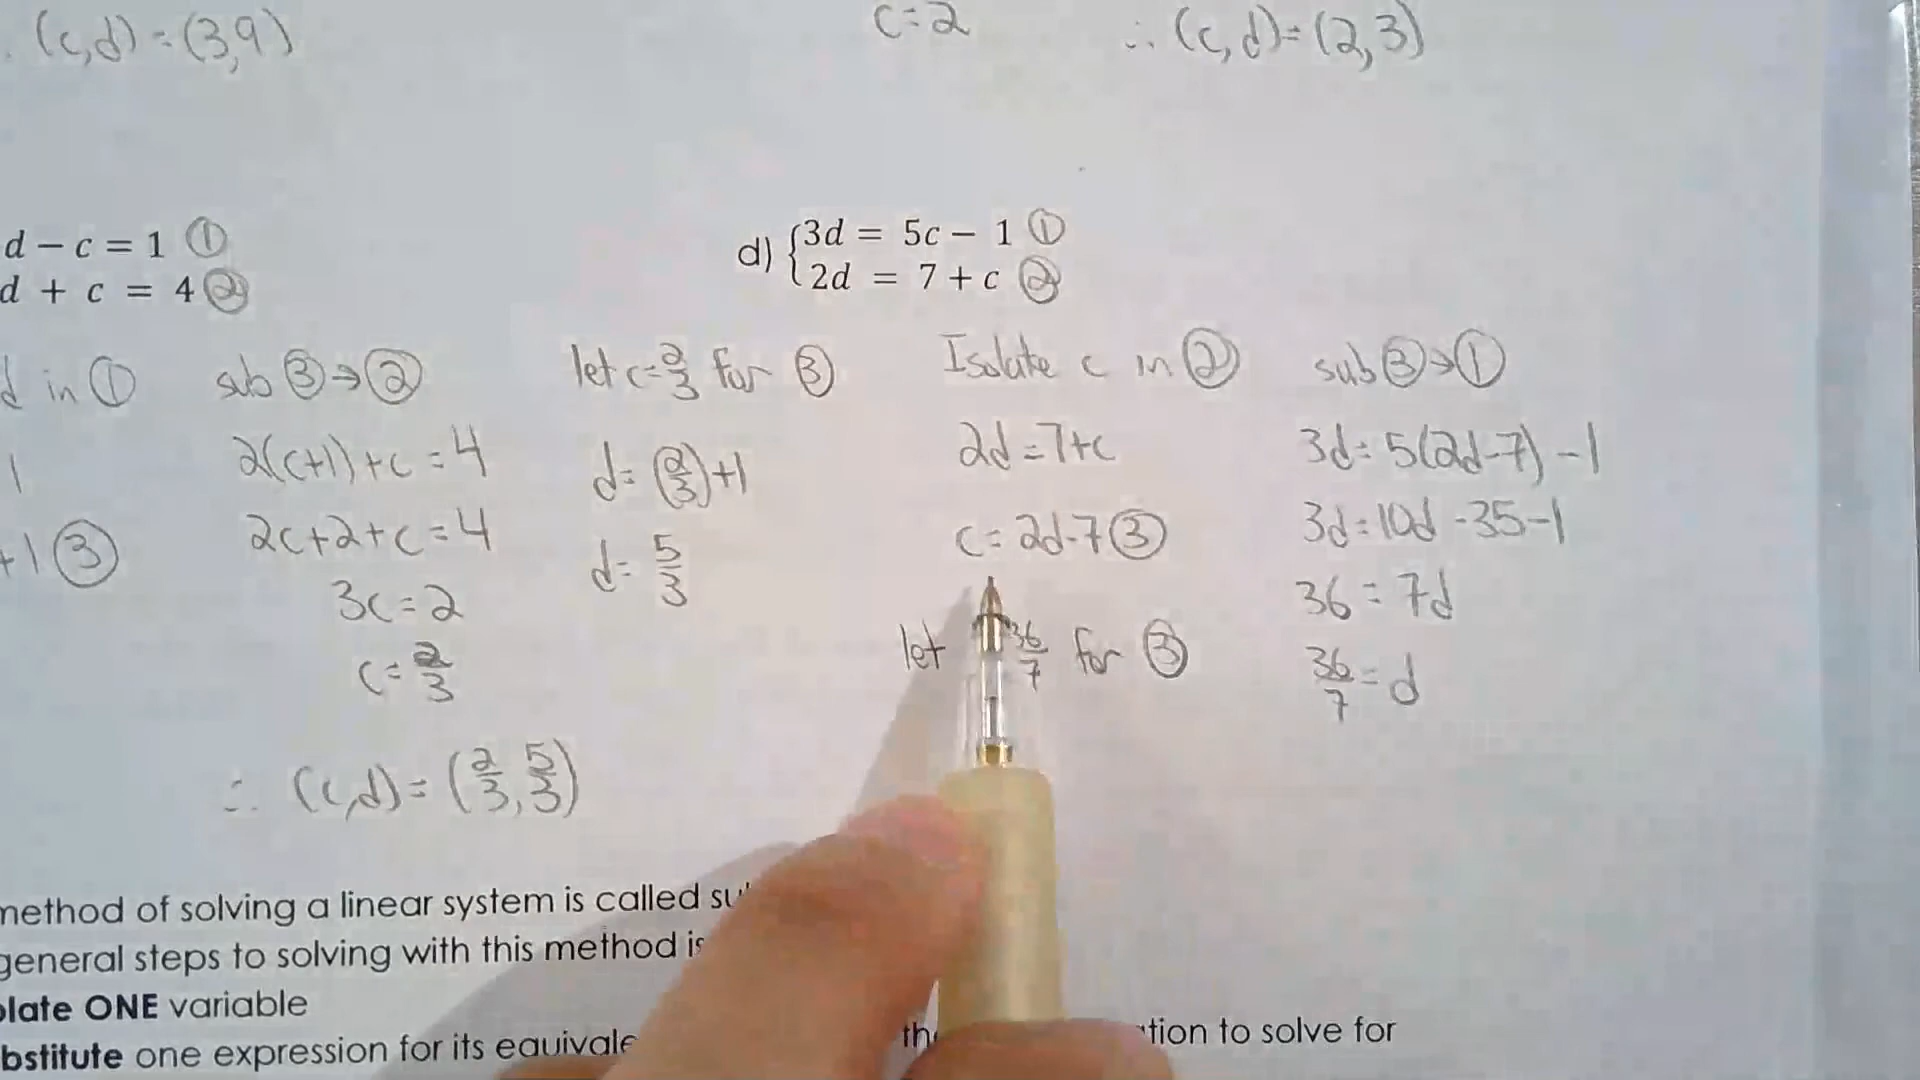 (c,d) = (3,9)
c = 2
∴ (c,d) = (2,3)
d − c = 1 ①
d + c = 4 ②
d in ①
1
+1 ③
sub ③ → ②
2(c+1)+c = 4
2c+2+c = 4
3c = 2
c = 2/3
let c = 2/3 for ③
d = (2/3)+1
d = 5/3
∴ (c,d) = (2/3, 5/3)
d) {3d = 5c − 1 ①
2d = 7 + c ②
Isolate c in ②
2d = 7+c
c = 2d-7 ③
let 36/7 for ③
sub ③ → ①
3d = 5(2d-7) -1
3d = 10d -35-1
36 = 7d
36/7 = d
method of solving a linear system is called
general steps to solving with this method is
ONE variable
one expression for its
tion to solve for